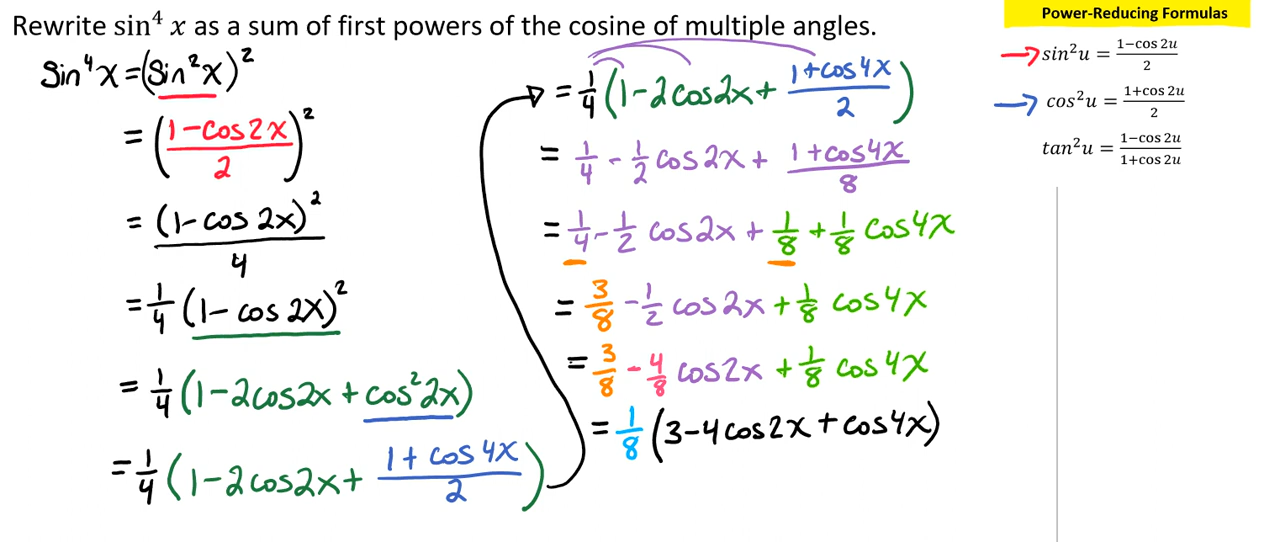 Rewrite sin⁴ x as a sum of first powers of the cosine of multiple angles.
Sin⁴x = (Sin²x)²
= ((1-cos2x)/2)²
= (1-cos 2x)²/4
= 1/4 (1-cos 2x)²
= 1/4 (1-2cos2x + cos²2x)
= 1/4 (1-2cos2x + (1+cos4x)/2)
= 1/4 (1-2cos2x + (1+cos4x)/2)
= 1/4 - 1/2 cos2x + (1+cos4x)/8
= 1/4 - 1/2 cos2x + 1/8 + 1/8 cos4x
= 3/8 - 1/2 cos2x + 1/8 cos4x
= 3/8 - 4/8 cos2x + 1/8 cos4x
= 1/8 (3-4cos2x + cos4x)
Power-Reducing Formulas
sin²u = (1-cos 2u)/2
cos²u = (1+cos 2u)/2
tan²u = (1-cos 2u)/(1+cos 2u)